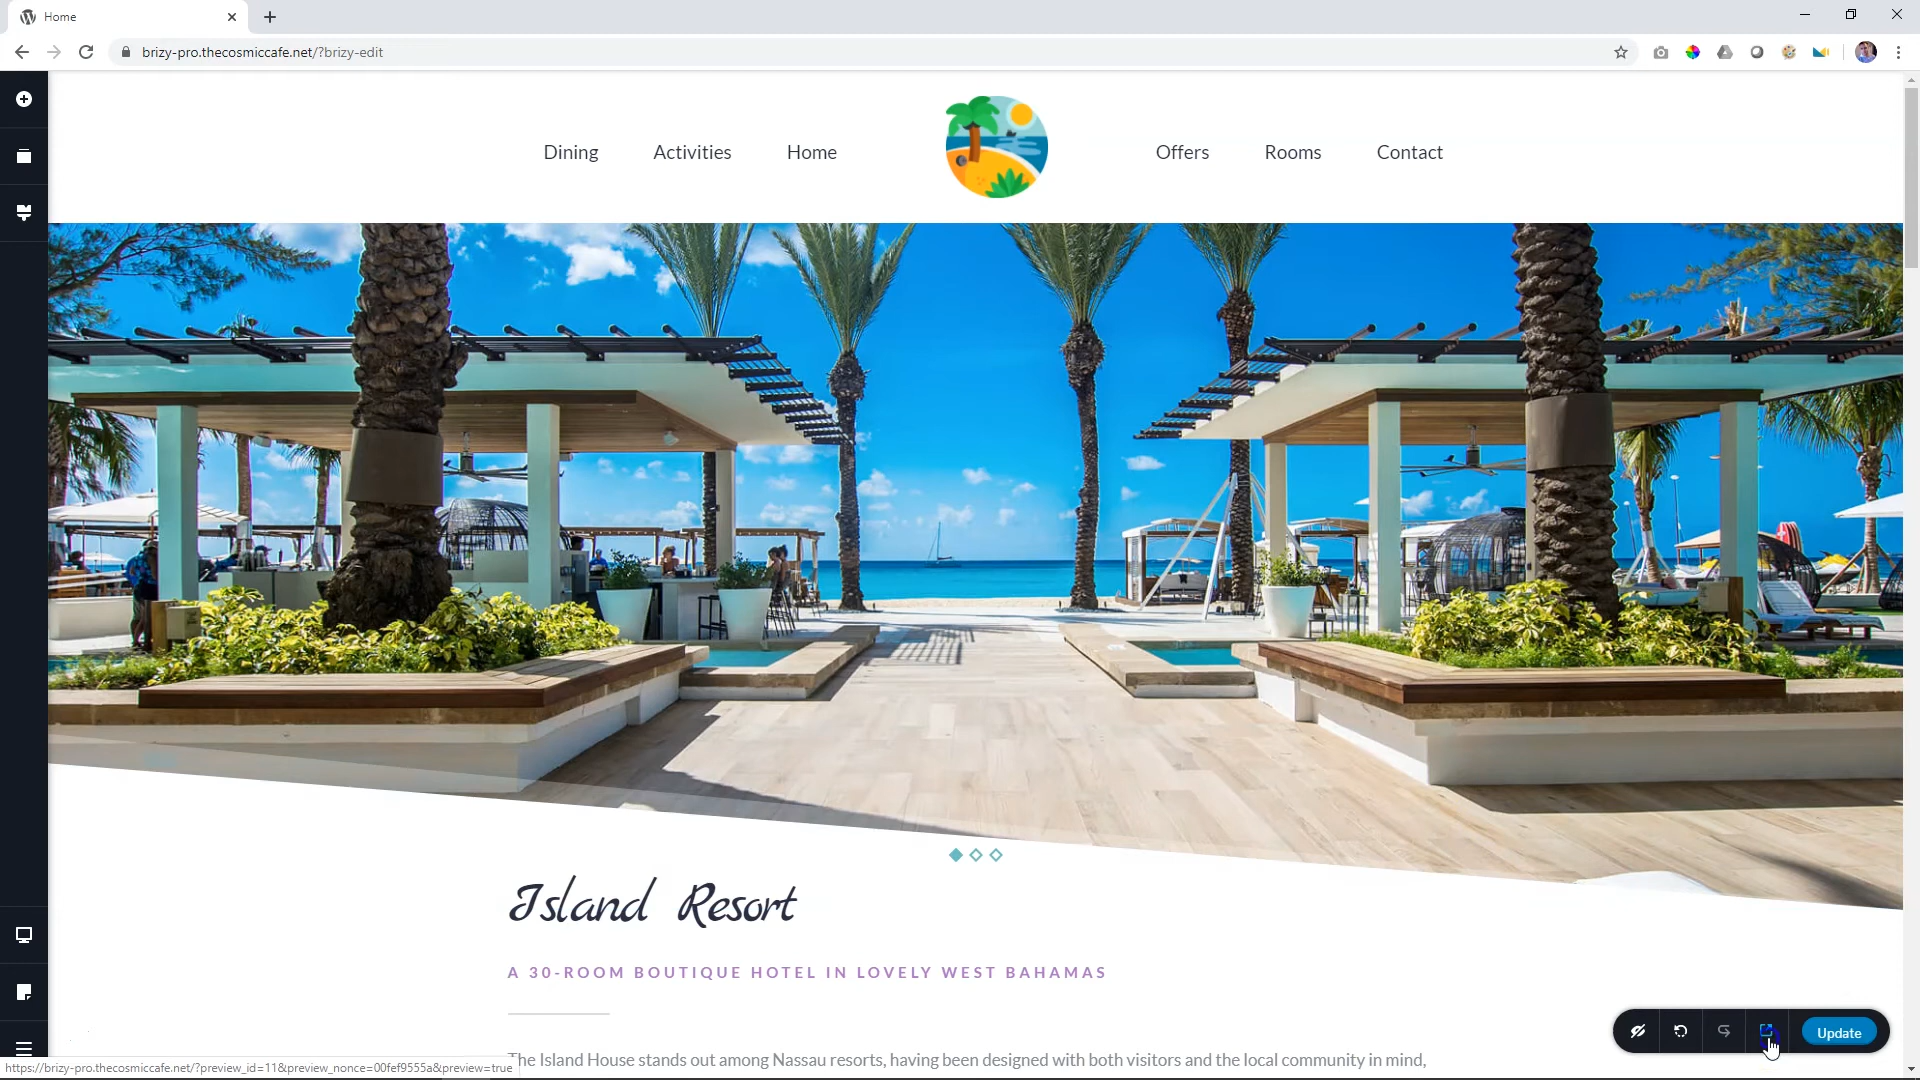 Home
brizy-pro.thecosmiccafe.net/?brizy-edit
Dining Activities Home Offers Rooms Contact
Island Resort
A 30-ROOM BOUTIQUE HOTEL IN LOVELY WEST BAHAMAS
The Island House stands out among Nassau resorts, having been designed with both visitors and the local community in mind,
Update
https://brizy-pro.thecosmiccafe.net/?preview_id=11&preview_nonce=00fef9555a&preview=true